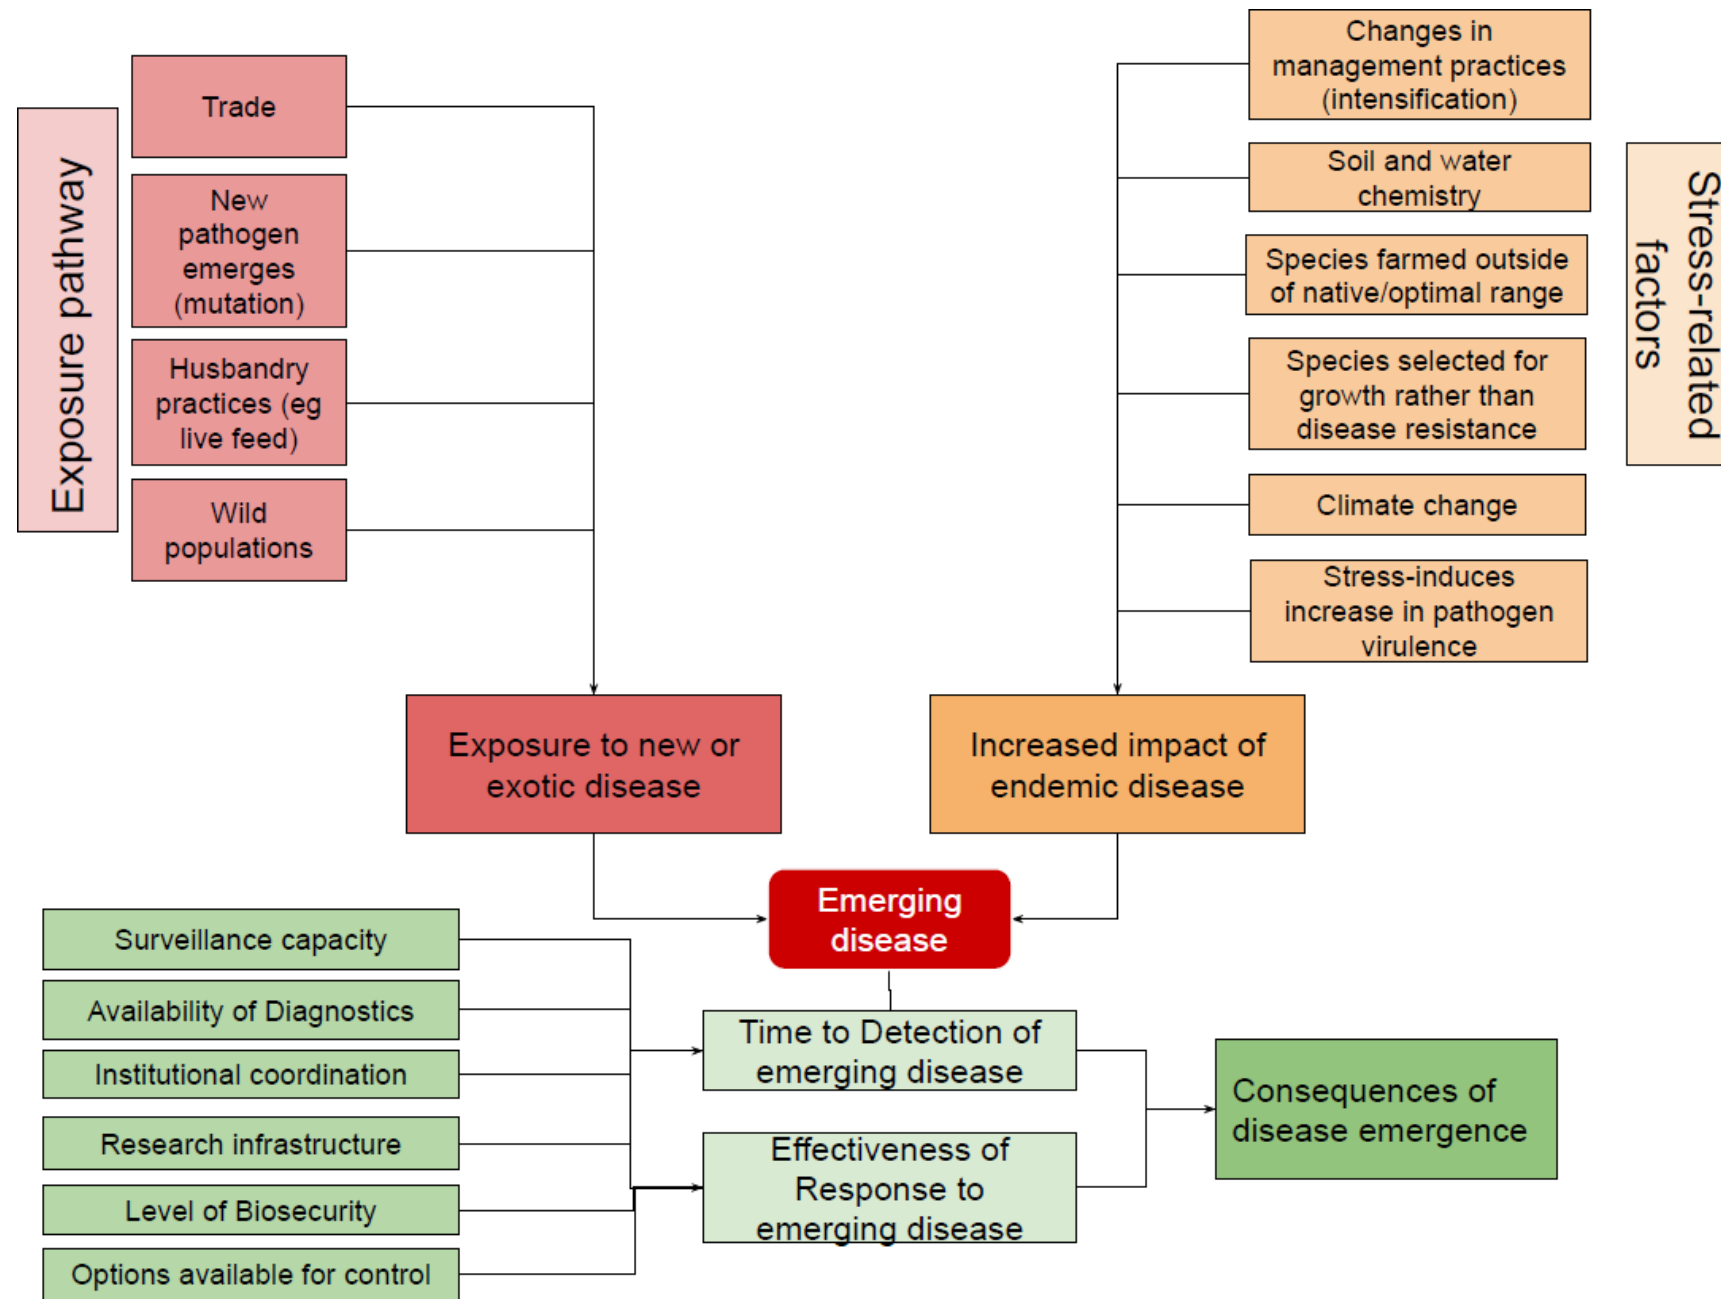 Exposure pathway
Trade
New
pathogen
emerges
(mutation)
Husbandry
practices (eg
live feed)
Wild
populations
Changes in
management practices
(intensification)
Soil and water
chemistry
Species farmed outside
of native/optimal range
Species selected for
growth rather than
disease resistance
Climate change
Stress-induces
increase in pathogen
virulence
Stress-related
factors
Exposure to new or
exotic disease
Increased impact of
endemic disease
Emerging
disease
Surveillance capacity
Availability of Diagnostics
Institutional coordination
Research infrastructure
Level of Biosecurity
Options available for control
Time to Detection of
emerging disease
Effectiveness of
Response to
emerging disease
Consequences of
disease emergence